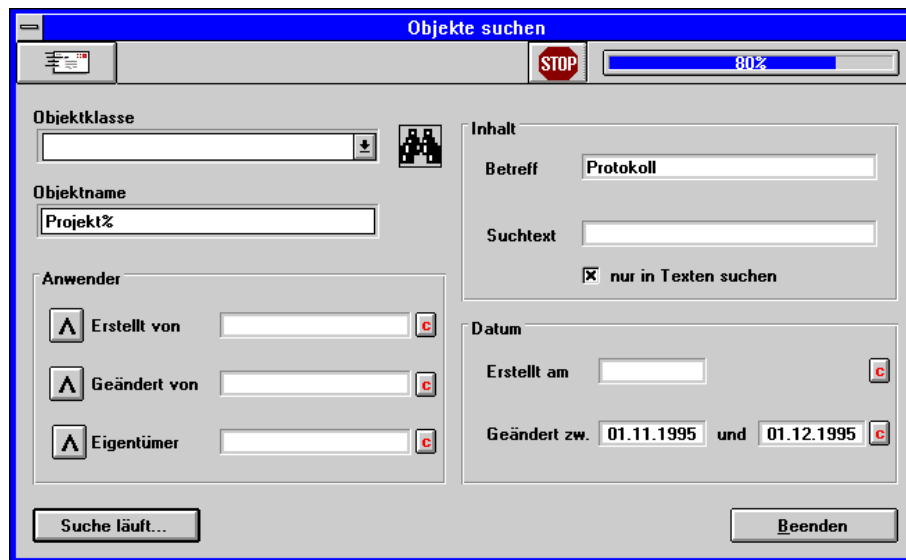 Objekte suchen
STOP
80%
Objektklasse
Objektname
Projekt%
Anwender
Λ Erstellt von c
Λ Geändert von c
Λ Eigentümer c
Inhalt
Betreff Protokoll
Suchtext
nur in Texten suchen
Datum
Erstellt am c
Geändert zw. 01.11.1995 und 01.12.1995 c
Suche läuft...
Beenden